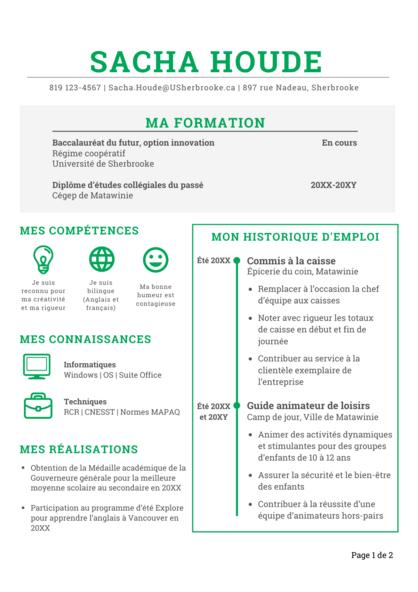 SACHA HOUDE
819 123-4567 | Sacha.Houde@USherbrooke.ca | 897 rue Nadeau, Sherbrooke
MA FORMATION
Baccalauréat du futur, option innovation En cours
Régime coopératif
Université de Sherbrooke
Diplôme d'études collégiales du passé 20XX-20XY
Cégep de Matawinie
MES COMPÉTENCES
Je suis
reconnu pour
ma créativité
et ma rigueur
Je suis
bilingue
(Anglais et
français)
Ma bonne
humeur est
contagieuse
MES CONNAISSANCES
Informatiques
Windows | OS | Suite Office
Techniques
RCR | CNESST | Normes MAPAQ
MES RÉALISATIONS
• Obtention de la Médaille académique de la
Gouverneure générale pour la meilleure
moyenne scolaire au secondaire en 20XX
• Participation au programme d'été Explore
pour apprendre l'anglais à Vancouver en
20XX
MON HISTORIQUE D'EMPLOI
Été 20XX Commis à la caisse
Épicerie du coin, Matawinie
• Remplacer à l'occasion la chef
d'équipe aux caisses
• Noter avec rigueur les totaux
de caisse en début et fin de
journée
• Contribuer au service à la
clientèle exemplaire de
l'entreprise
Été 20XX Guide animateur de loisirs
et 20XY Camp de jour, Ville de Matawinie
• Animer des activités dynamiques
et stimulantes pour des groupes
d'enfants de 10 à 12 ans
• Assurer la sécurité et le bien-être
des enfants
• Contribuer à la réussite d'une
équipe d'animateurs hors-pairs
Page 1 de 2